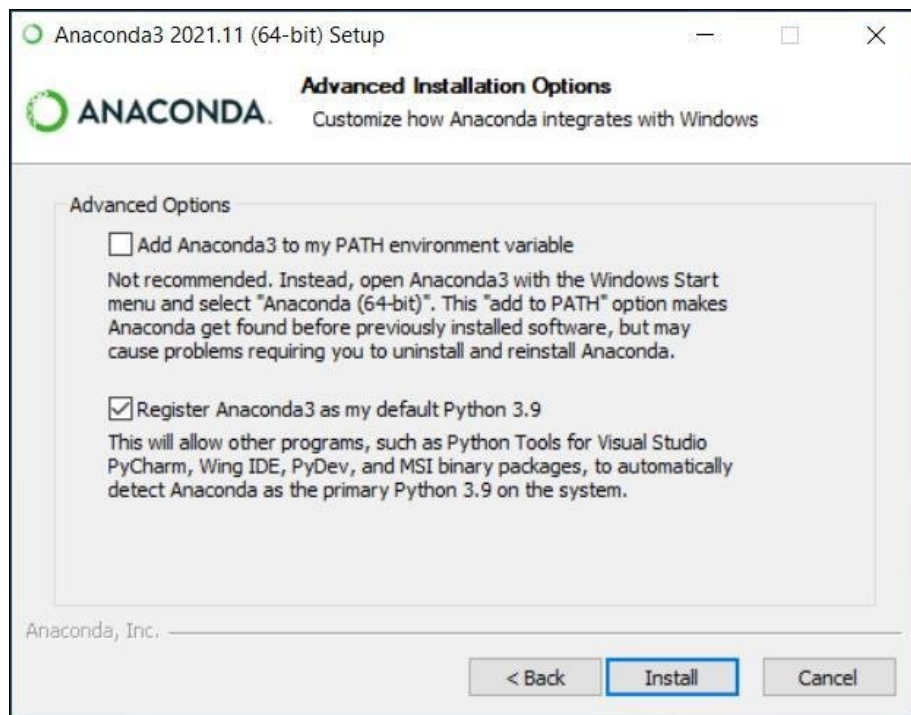 Anaconda3 2021.11 (64-bit) Setup
ANACONDA.
Advanced Installation Options
Customize how Anaconda integrates with Windows
Advanced Options
Add Anaconda3 to my PATH environment variable
Not recommended. Instead, open Anaconda3 with the Windows Start
menu and select "Anaconda (64-bit)". This "add to PATH" option makes
Anaconda get found before previously installed software, but may
cause problems requiring you to uninstall and reinstall Anaconda.
Register Anaconda3 as my default Python 3.9
This will allow other programs, such as Python Tools for Visual Studio
PyCharm, Wing IDE, PyDev, and MSI binary packages, to automatically
detect Anaconda as the primary Python 3.9 on the system.
Anaconda, Inc.
< Back
Install
Cancel